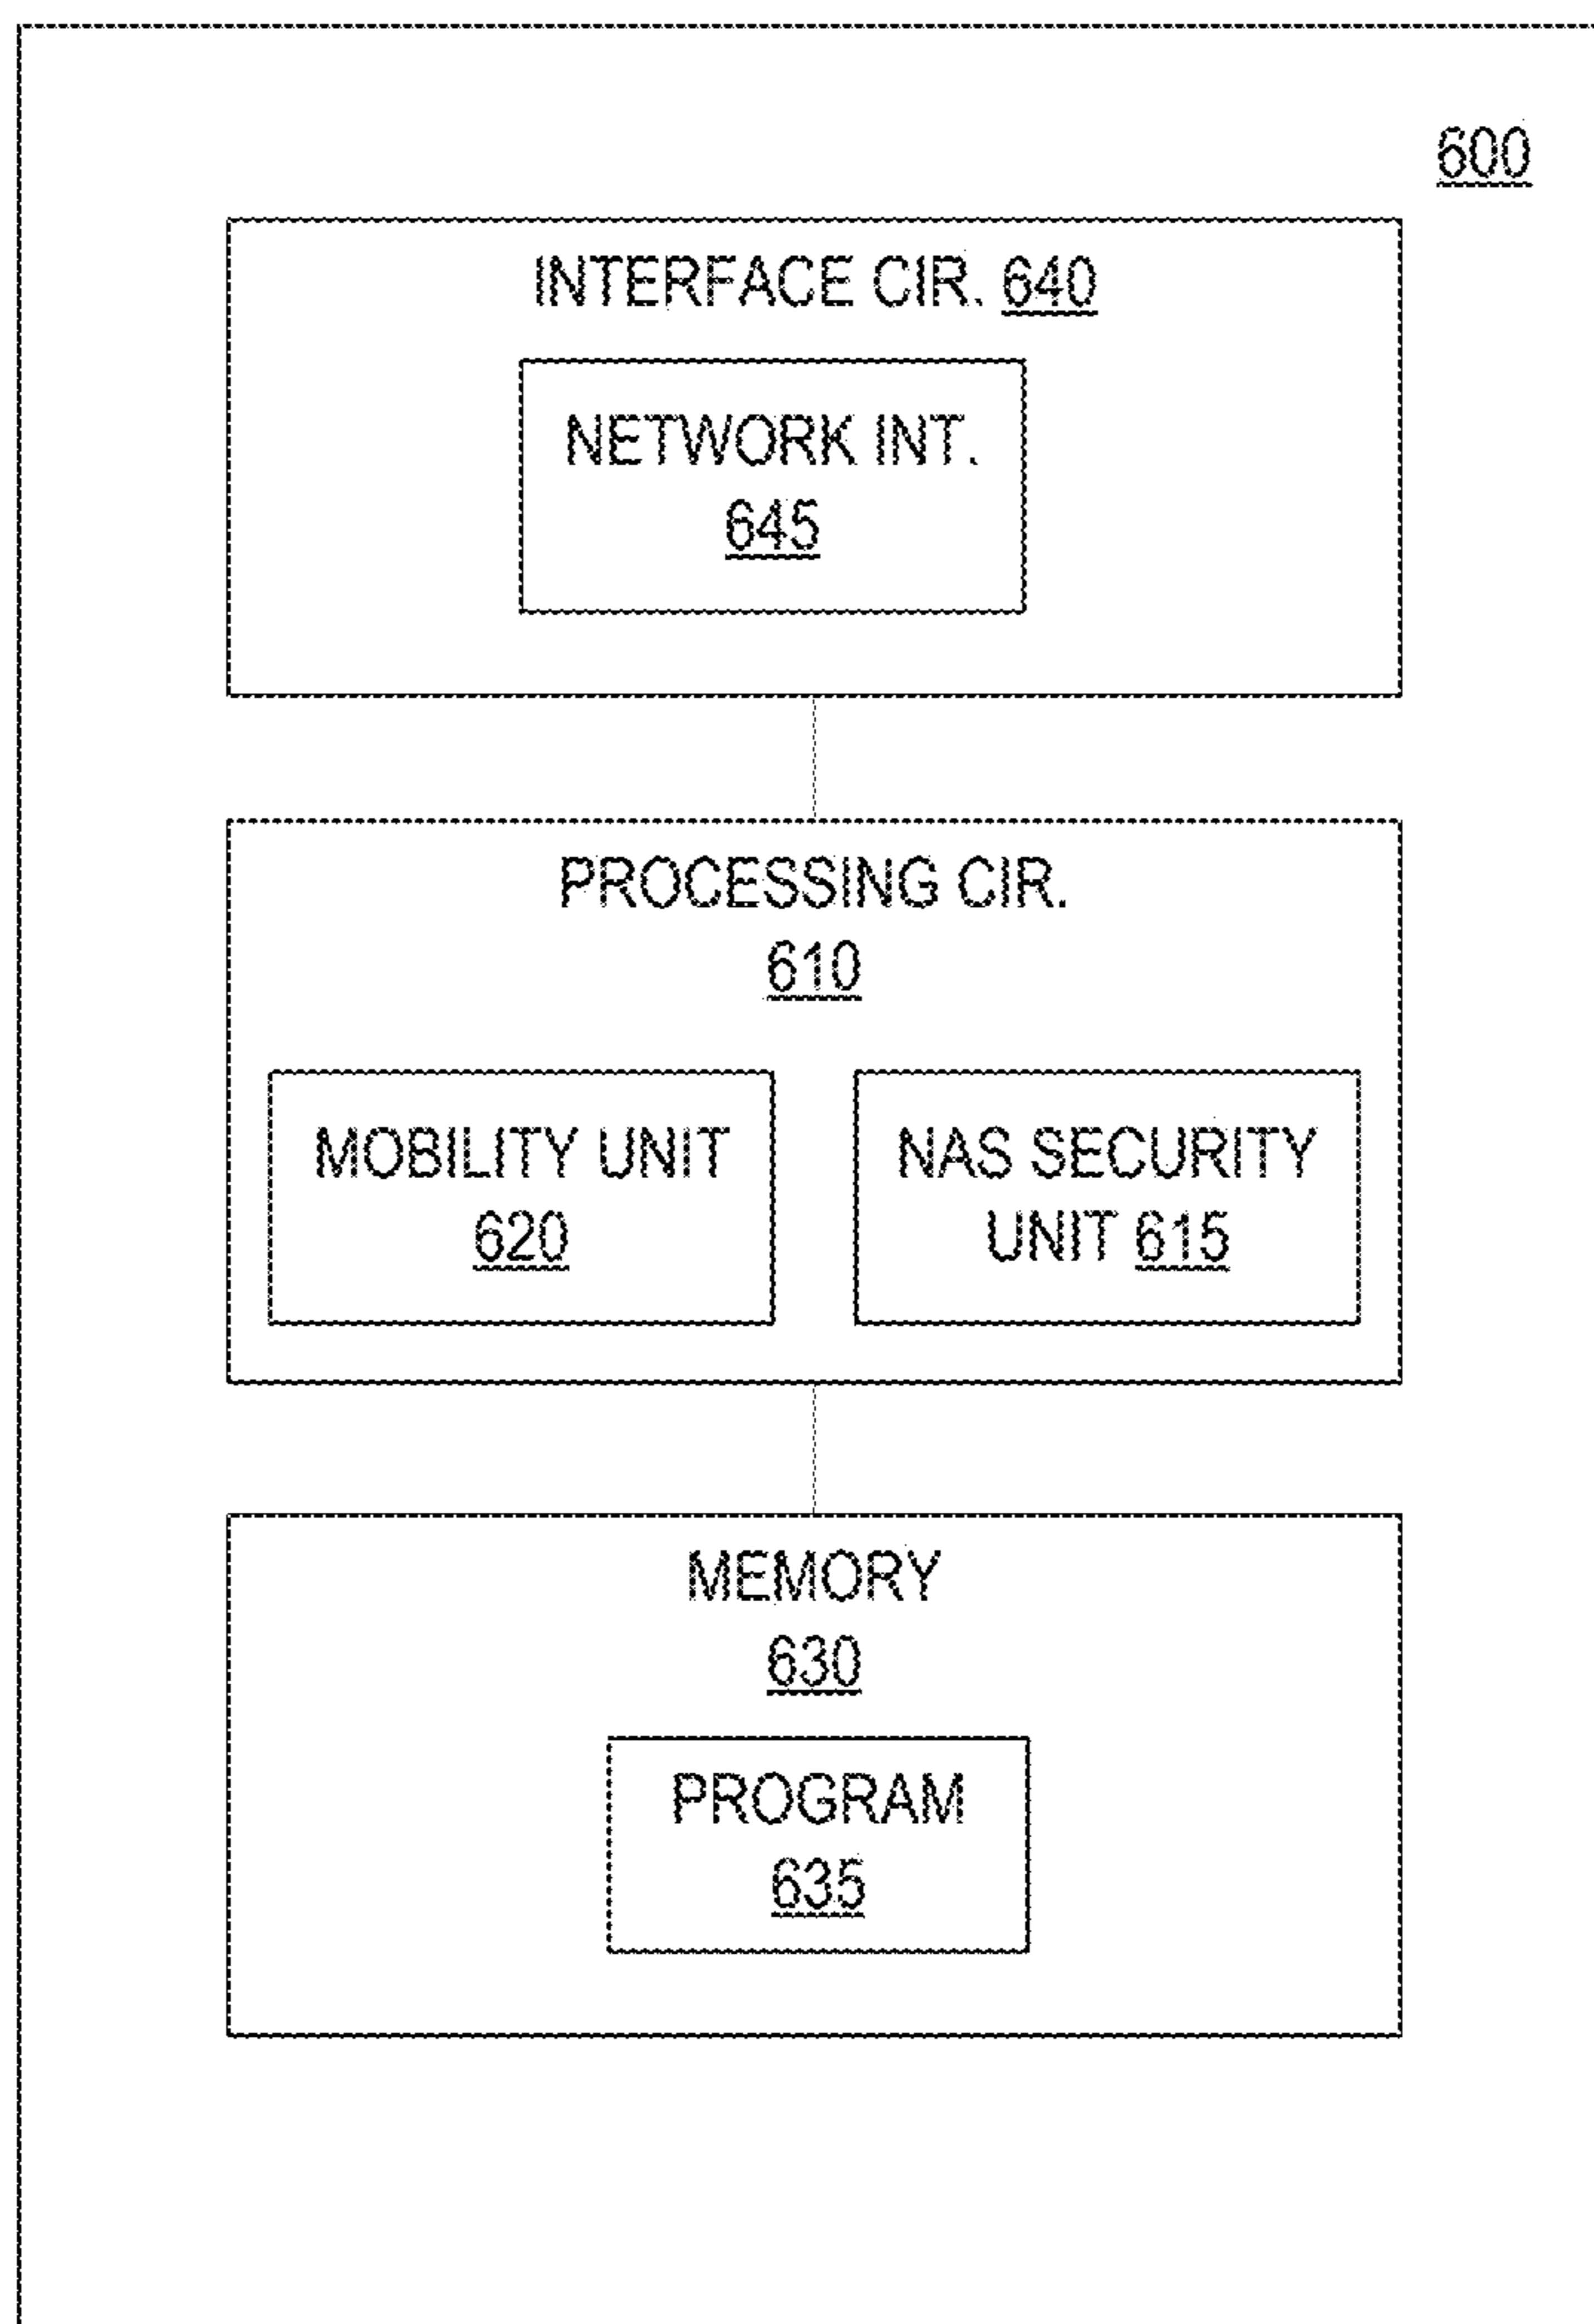 600
INTERFACE CIR. 640
NETWORK INT.
645
PROCESSING CIR.
610
MOBILITY UNIT
620
NAS SECURITY
UNIT 615
MEMORY
630
PROGRAM
635